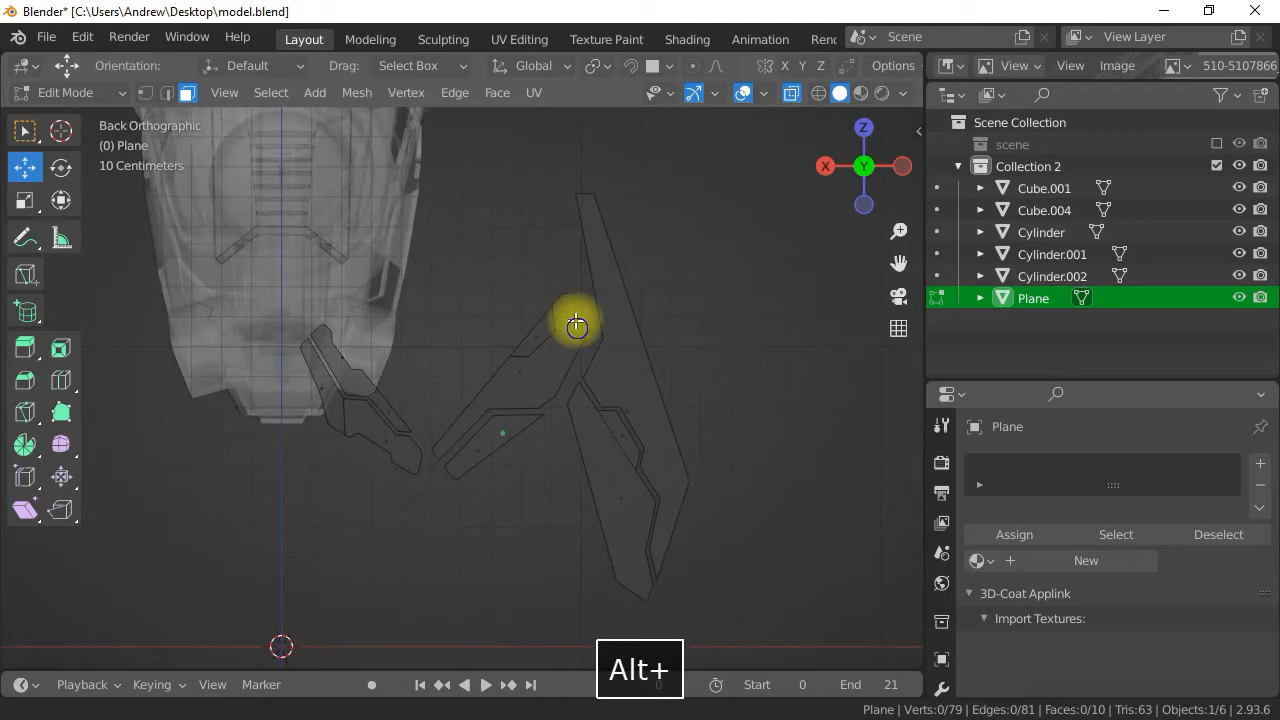 Blender* [C:\Users\Andrew\Desktop\model.blend]
File Edit Render Window Help Layout Modeling Sculpting UV Editing Texture Paint Shading Animation Ren Scene View Layer
Orientation: Default Drag: Select Box Global X Y Z Options View View Image 510-5107866
Edit Mode View Select Add Mesh Vertex Edge Face UV
Back Orthographic
(0) Plane
10 Centimeters
Z
X
Y
Scene Collection
scene
Collection 2
Cube.001
Cube.004
Cylinder
Cylinder.001
Cylinder.002
Plane
Plane
Assign Select Deselect
New
3D-Coat Applink
Import Textures:
Alt+
Playback Keying View Marker 0 Start 0 End 21
Plane | Verts:0/79 | Edges:0/81 | Faces:0/10 | Tris:63 | Objects:1/6 | 2.93.6